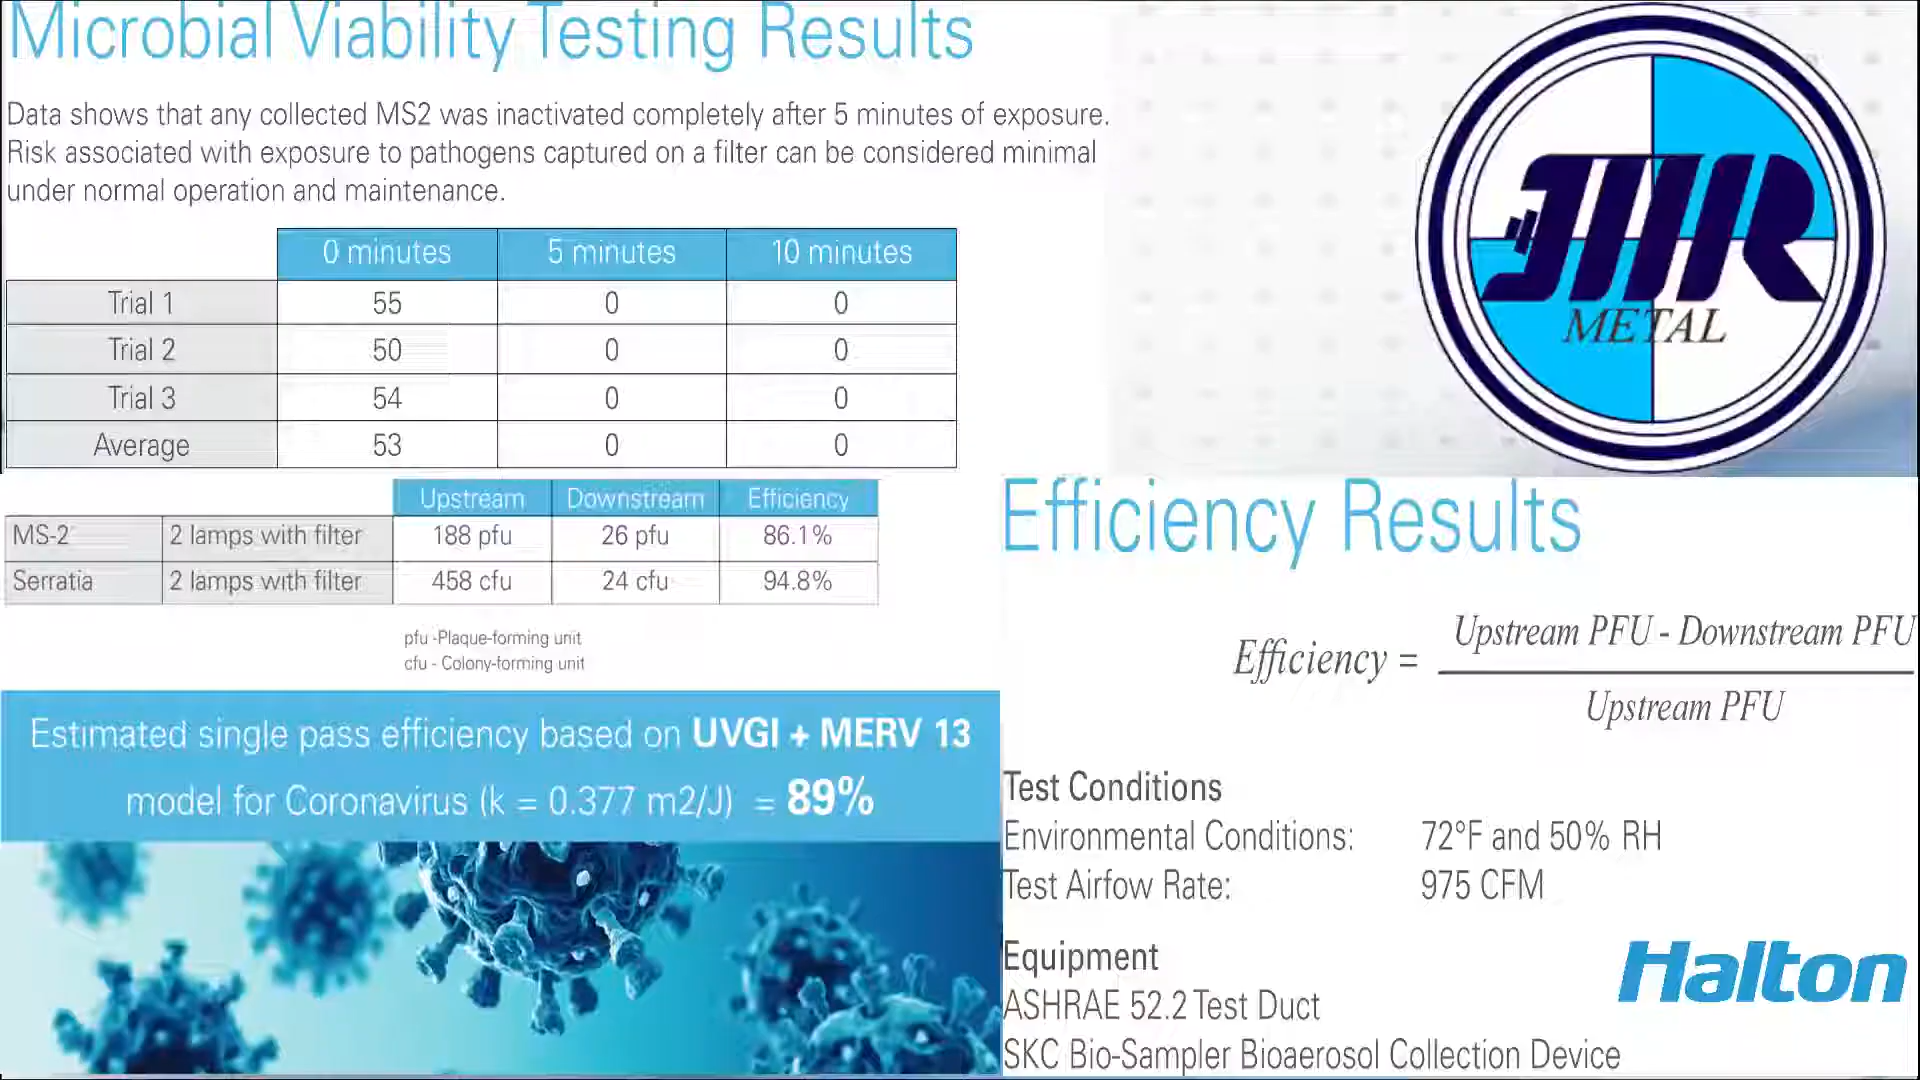 Microbial Viability Testing Results
Data shows that any collected MS2 was inactivated completely after 5 minutes of exposure.
Risk associated with exposure to pathogens captured on a filter can be considered minimal
under normal operation and maintenance.
0 minutes 5 minutes 10 minutes
Trial 1 55 0 0
Trial 2 50 0 0
Trial 3 54 0 0
Average 53 0 0
Upstream Downstream Efficiency
MS-2 2 lamps with filter 188 pfu 26 pfu 86.1%
Serratia 2 lamps with filter 458 cfu 24 cfu 94.8%
pfu -Plaque-forming unit
cfu - Colony-forming unit
Estimated single pass efficiency based on UVGI + MERV 13
model for Coronavirus (k = 0.377 m2/J) = 89%
JHR
METAL
Efficiency Results
Efficiency = Upstream PFU - Downstream PFU
Upstream PFU
Test Conditions
Environmental Conditions: 72°F and 50% RH
Test Airfow Rate: 975 CFM
Equipment
ASHRAE 52.2 Test Duct
SKC Bio-Sampler Bioaerosol Collection Device
Halton